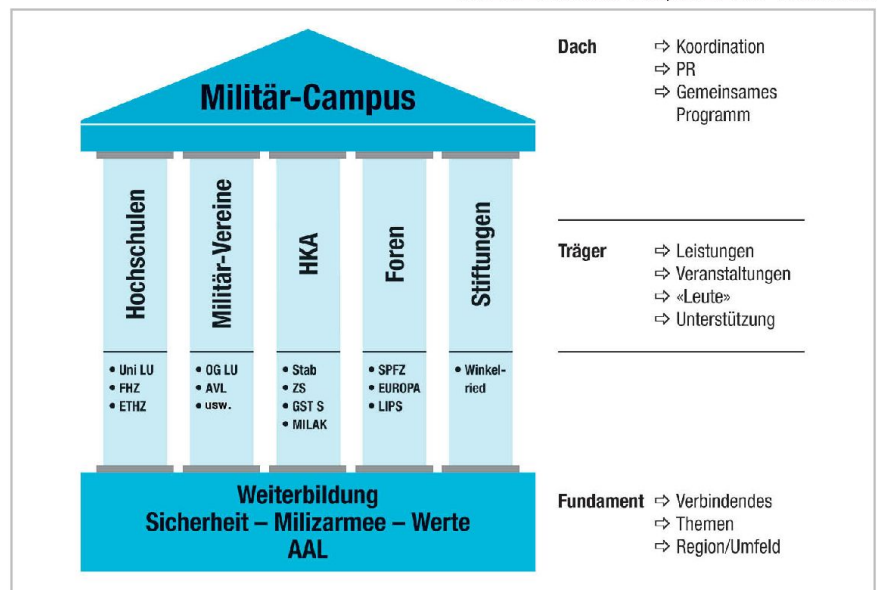 Militär-Campus
Hochschulen
Militär-Vereine
HKA
Foren
Stiftungen
• Uni LU
• FHZ
• ETHZ
• OG LU
• AVL
• usw.
• Stab
• ZS
• GST S
• MILAK
• SPFZ
• EUROPA
• LIPS
• Winkel-
ried
Weiterbildung
Sicherheit – Milizarmee – Werte
AAL
Dach ⇨ Koordination
⇨ PR
⇨ Gemeinsames
Programm
Träger ⇨ Leistungen
⇨ Veranstaltungen
⇨ «Leute»
⇨ Unterstützung
Fundament ⇨ Verbindendes
⇨ Themen
⇨ Region/Umfeld